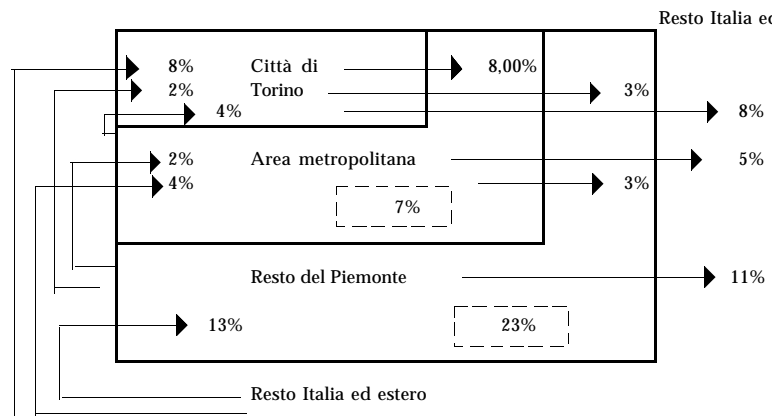 Resto Italia ed
8% Città di 8,00%
2% Torino 3%
4% 8%
2% Area metropolitana 5%
4% 3%
7%
Resto del Piemonte 11%
13% 23%
Resto Italia ed estero